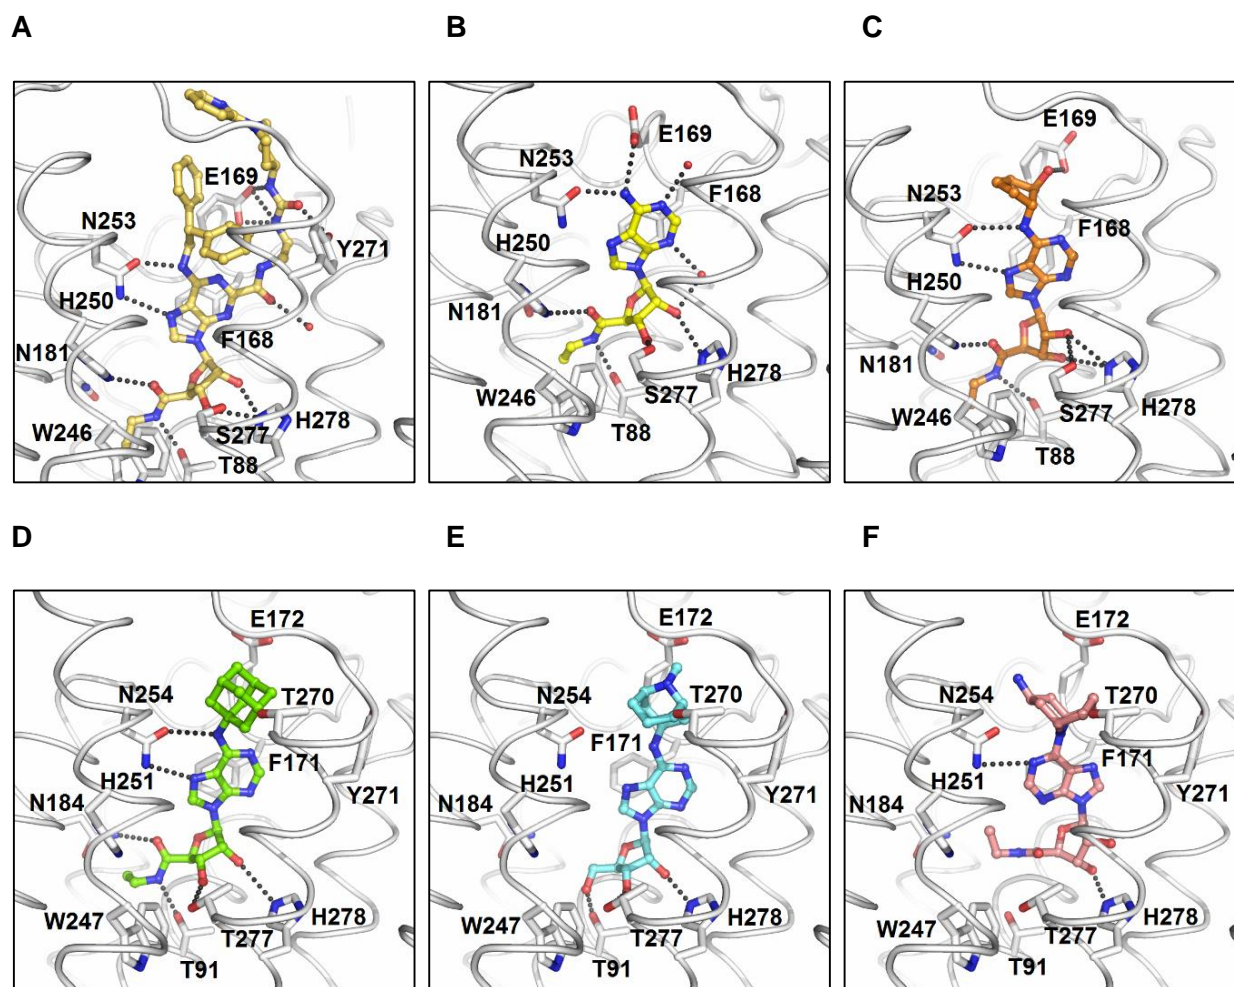 A
B
C
E169
N253
Y271
H250
F168
N181
H278
S277
W246
T88
E169
N253
F168
H250
N181
H278
S277
W246
T88
E169
N253
F168
H250
N181
W246
S277
H278
T88
D
E
F
E172
N254
T270
F171
H251
Y271
N184
W247
H278
T277
T91
E172
N254
T270
F171
H251
Y271
N184
W247
H278
T277
T91
E172
N254
T270
F171
H251
Y271
N184
W247
H278
T277
T91